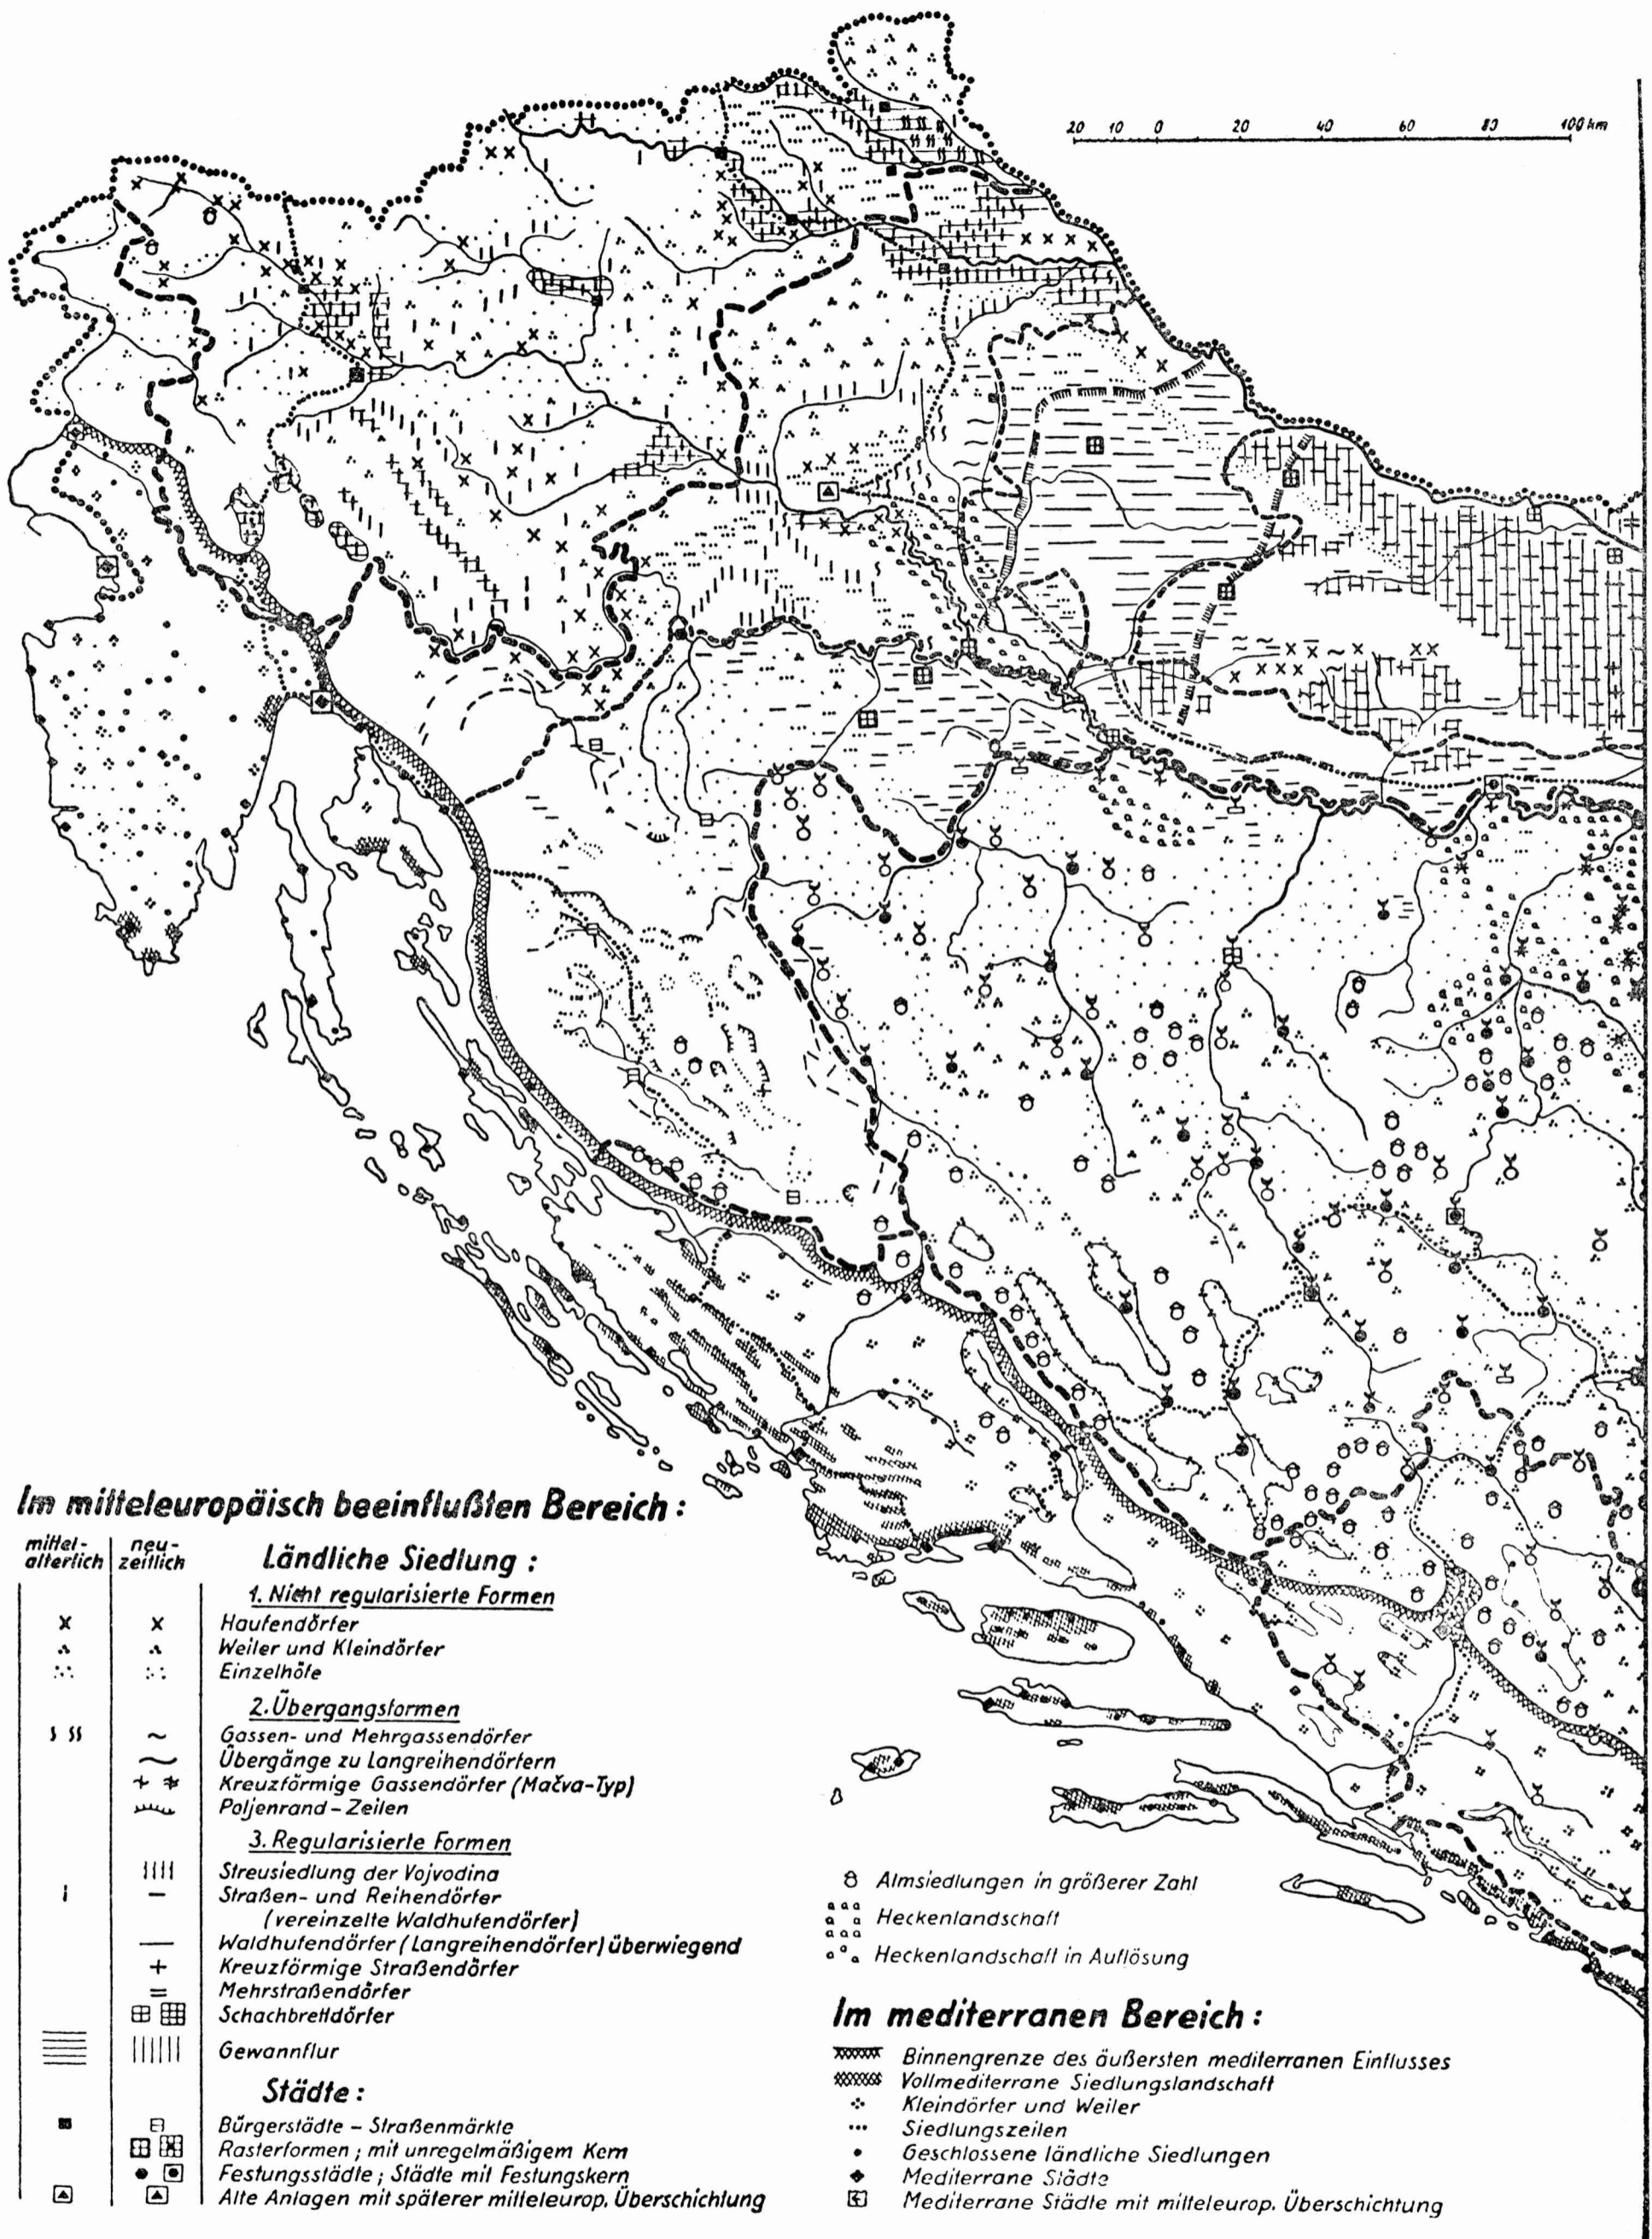 20 10 0 20 40 60 80 100 km
Im mitteleuropäisch beeinflußten Bereich:
mittel-alterlich
neu-zeitlich
Ländliche Siedlung:
1. Nicht regularisierte Formen
Haufendörfer
Weiler und Kleindörfer
Einzelhöfe
2. Übergangsformen
Gassen- und Mehrgassendörfer
Übergänge zu Langreihendörfern
Kreuzförmige Gassendörfer (Mačva-Typ)
Poljenrand-Zeilen
3. Regularisierte Formen
Streusiedlung der Vojvodina
Straßen- und Reihendörfer
(vereinzelte Waldhufendörfer)
Waldhufendörfer (Langreihendörfer) überwiegend
Kreuzförmige Straßendörfer
Mehrstraßendörfer
Schachbrettdörfer
Gewannflur
Städte:
Bürgerstädte - Straßenmärkte
Rasterformen; mit unregelmäßigem Kern
Festungsstädte; Städte mit Festungskern
Alte Anlagen mit späterer mitteleurop. Überschichtung
Almsiedlungen in größerer Zahl
Heckenlandschaft
Heckenlandschaft in Auflösung
Im mediterranen Bereich:
Binnengrenze des äußersten mediterranen Einflusses
Vollmediterrane Siedlungslandschaft
Kleindörfer und Weiler
Siedlungszeilen
Geschlossene ländliche Siedlungen
Mediterrane Städte
Mediterrane Städte mit mitteleurop. Überschichtung